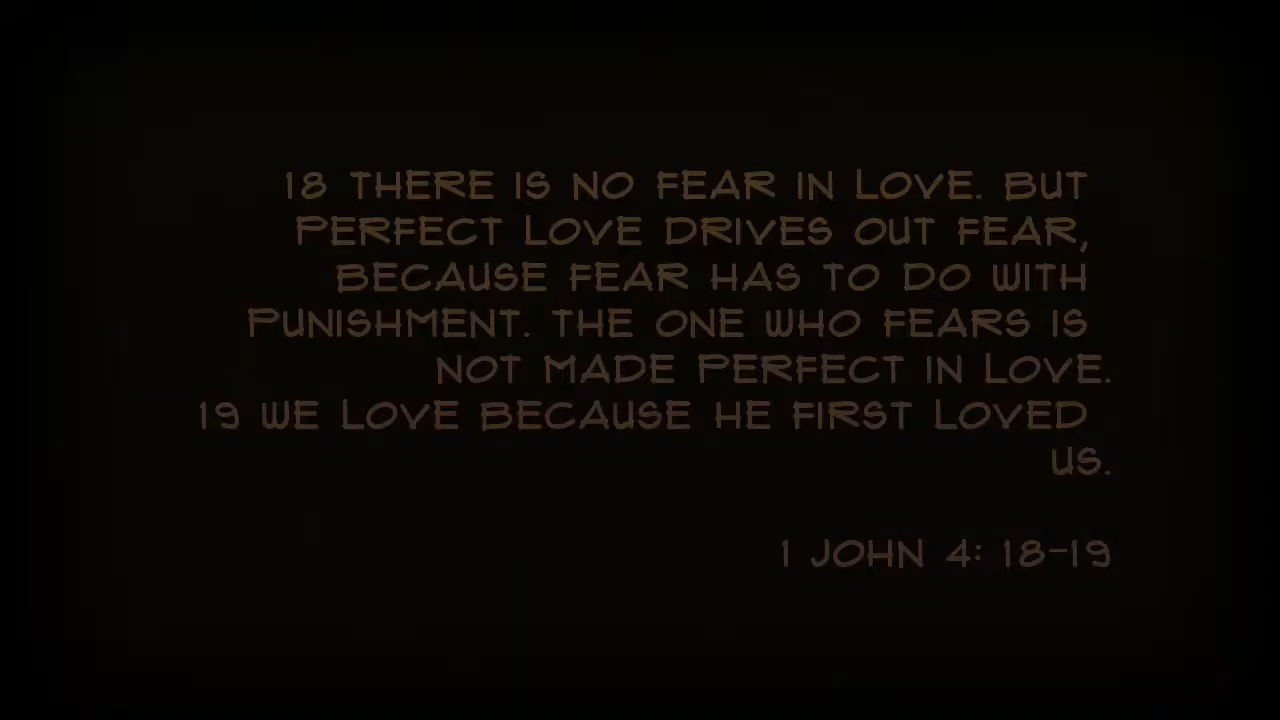 18 THERE IS NO FEAR IN LOVE. BUT
PERFECT LOVE DRIVES OUT FEAR,
BECAUSE FEAR HAS TO DO WITH
PUNISHMENT. THE ONE WHO FEARS IS
NOT MADE PERFECT IN LOVE.
19 WE LOVE BECAUSE HE FIRST LOVED
US.
1 JOHN 4: 18-19